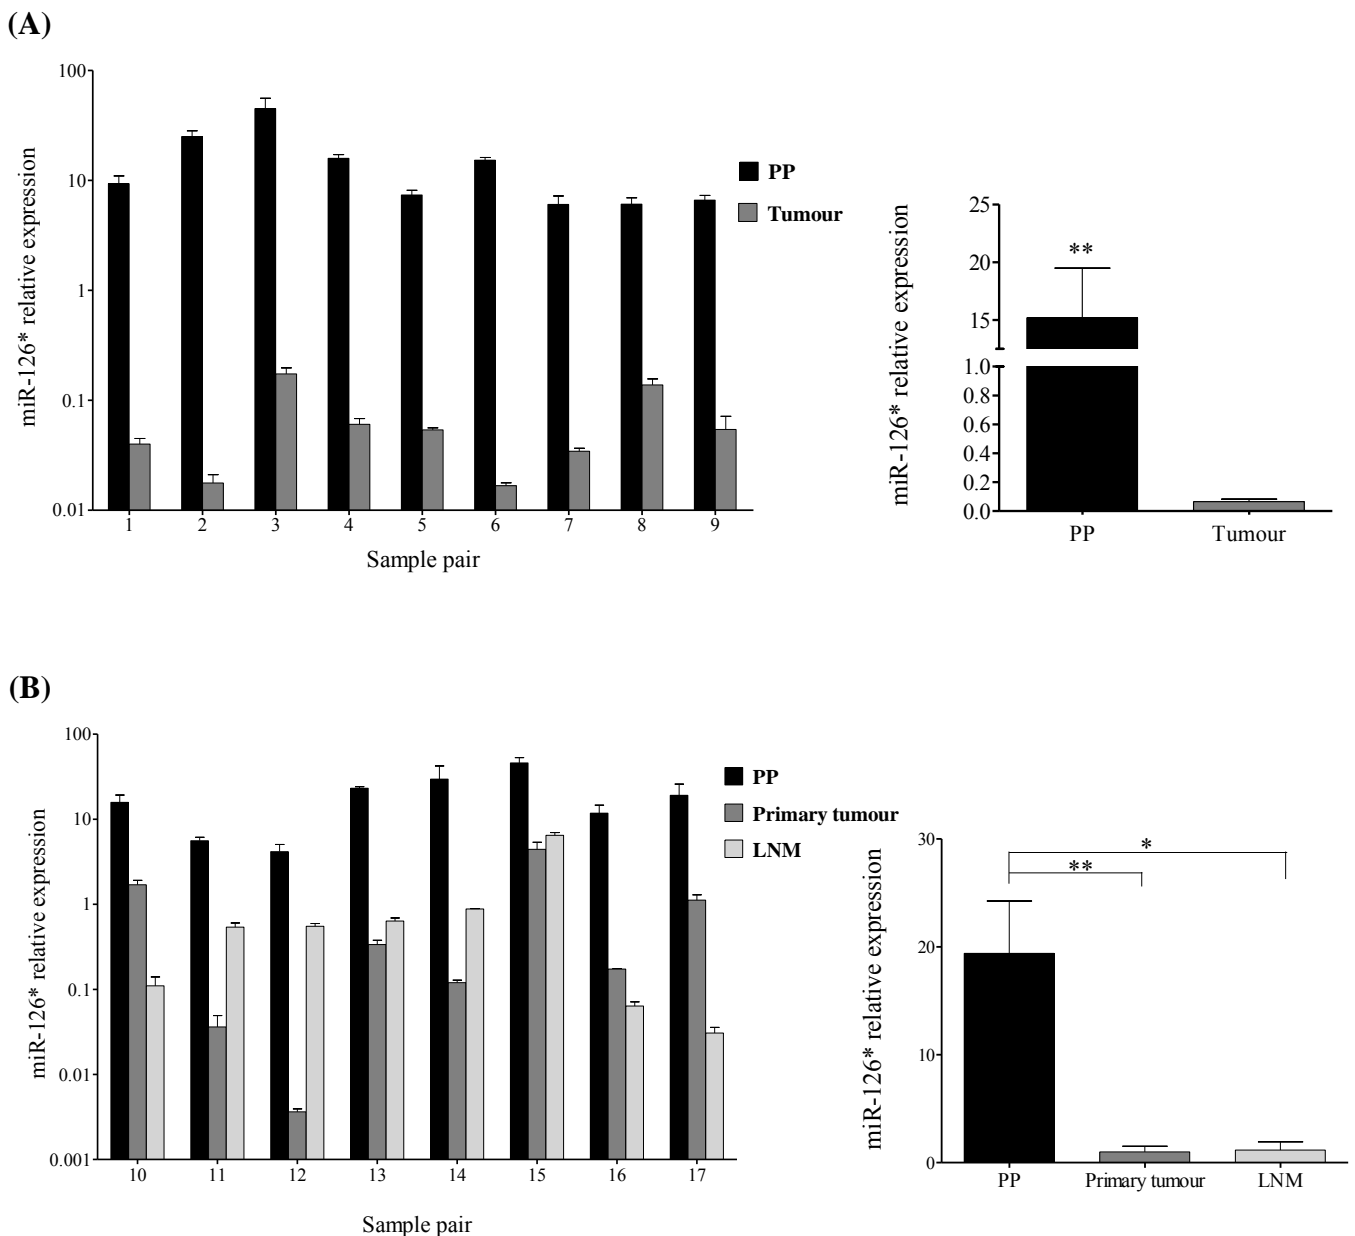 (A)
miR-126* relative expression
100
10
1
0.1
0.01
1 2 3 4 5 6 7 8 9
Sample pair
PP
Tumour
miR-126* relative expression
25
20
15
1.0
0.8
0.6
0.4
0.2
0.0
**
PP Tumour
(B)
miR-126* relative expression
100
10
1
0.1
0.01
0.001
10 11 12 13 14 15 16 17
Sample pair
PP
Primary tumour
LNM
miR-126* relative expression
30
20
10
0
*
**
PP Primary tumour LNM